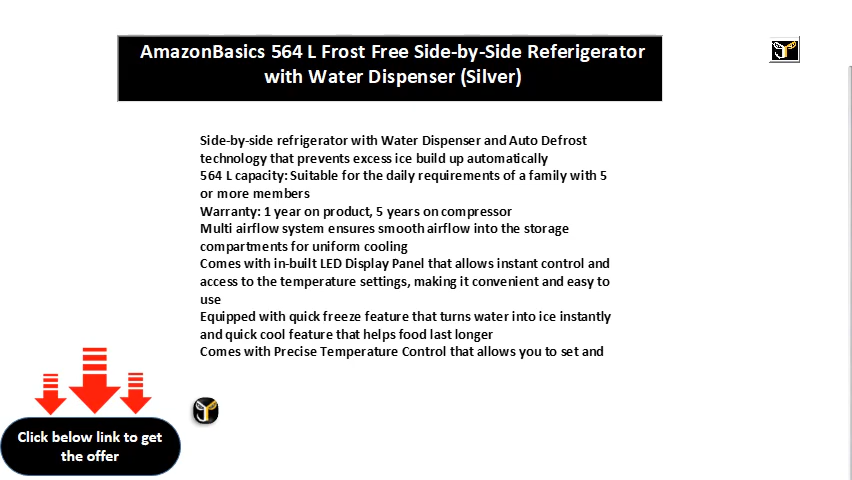 AmazonBasics 564 L Frost Free Side-by-Side Referigerator
with Water Dispenser (Silver)
Side-by-side refrigerator with Water Dispenser and Auto Defrost
technology that prevents excess ice build up automatically
564 L capacity: Suitable for the daily requirements of a family with 5
or more members
Warranty: 1 year on product, 5 years on compressor
Multi airflow system ensures smooth airflow into the storage
compartments for uniform cooling
Comes with in-built LED Display Panel that allows instant control and
access to the temperature settings, making it convenient and easy to
use
Equipped with quick freeze feature that turns water into ice instantly
and quick cool feature that helps food last longer
Comes with Precise Temperature Control that allows you to set and
Click below link to get
the offer